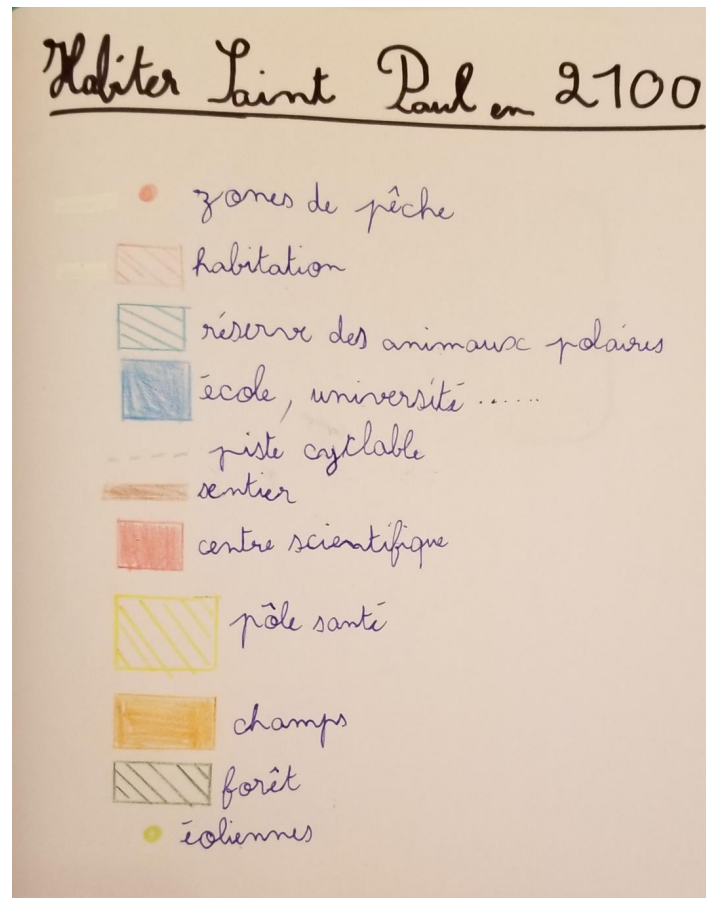 Habiter Saint Paul en 2100
zones de pêche
habitation
réserve des animaux polaires
école, université ......
piste cyclable
sentier
centre scientifique
pôle santé
champs
forêt
éoliennes